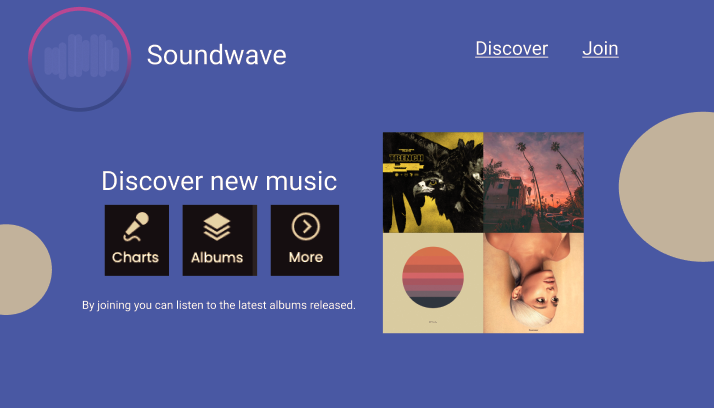 Soundwave
Discover
Join
Discover new music
Charts
Albums
More
By joining you can listen to the latest albums released.
TRENCH